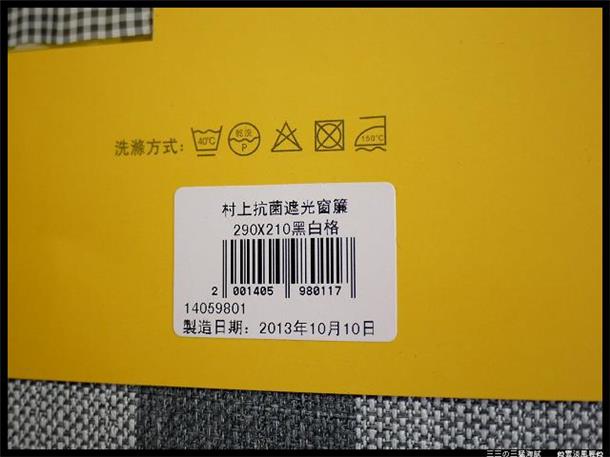 洗滌方式:
40℃
乾洗
P
150℃
村上抗菌遮光窗簾
290X210黑白格
2 001405 980117
14059801
製造日期: 2013年10月10日